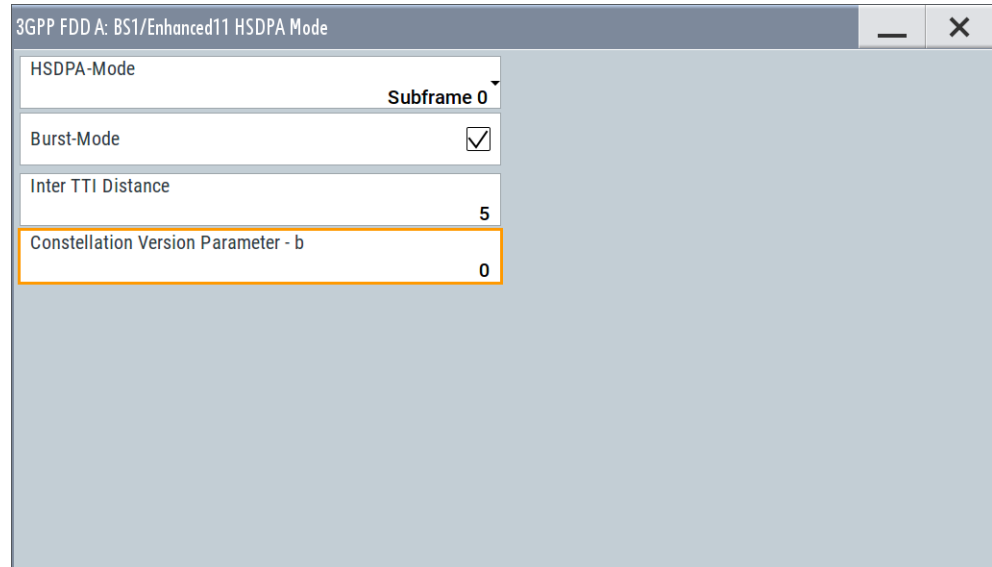 3GPP FDD A: BS1/Enhanced11 HSDPA Mode
HSDPA-Mode
Subframe 0
Burst-Mode
Inter TTI Distance
5
Constellation Version Parameter - b
0